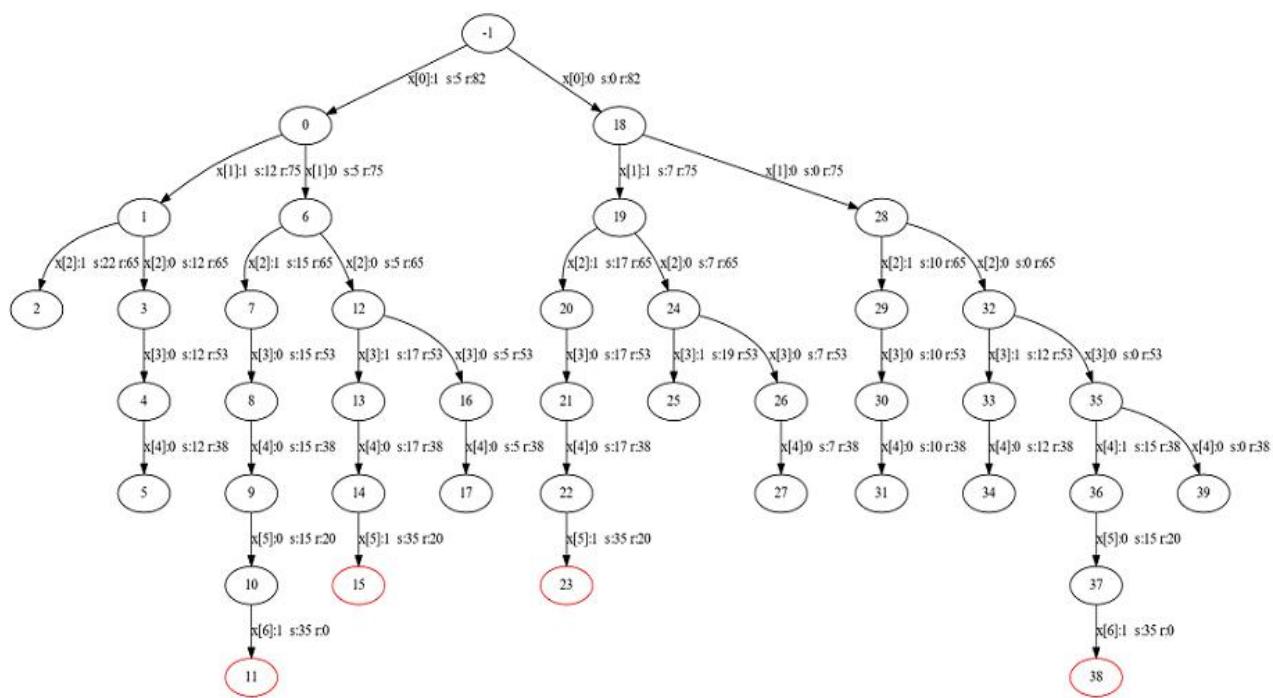 -1
x[0]:1 s:5 r:82 x[0]:0 s:0 r:82
0 18
x[1]:1 s:12 r:75 x[1]:0 s:5 r:75 x[1]:1 s:7 r:75 x[1]:0 s:0 r:75
1 6 19 28
x[2]:1 s:22 r:65 x[2]:0 s:12 r:65 x[2]:1 s:15 r:65 x[2]:0 s:5 r:65 x[2]:1 s:17 r:65 x[2]:0 s:7 r:65 x[2]:1 s:10 r:65 x[2]:0 s:0 r:65
2 3 7 12 20 24 29 32
x[3]:0 s:12 r:53 x[3]:0 s:15 r:53 x[3]:1 s:17 r:53 x[3]:0 s:5 r:53 x[3]:0 s:17 r:53 x[3]:1 s:19 r:53 x[3]:0 s:7 r:53 x[3]:0 s:10 r:53 x[3]:1 s:12 r:53 x[3]:0 s:0 r:53
4 8 13 16 21 25 26 30 33 35
x[4]:0 s:12 r:38 x[4]:0 s:15 r:38 x[4]:0 s:17 r:38 x[4]:0 s:5 r:38 x[4]:0 s:17 r:38 x[4]:0 s:7 r:38 x[4]:0 s:10 r:38 x[4]:0 s:12 r:38 x[4]:1 s:15 r:38 x[4]:0 s:0 r:38
5 9 14 17 22 27 31 34 36 39
x[5]:0 s:15 r:20 x[5]:1 s:35 r:20 x[5]:1 s:35 r:20 x[5]:0 s:15 r:20
10 15 23 37
x[6]:1 s:35 r:0 x[6]:1 s:35 r:0
11 38